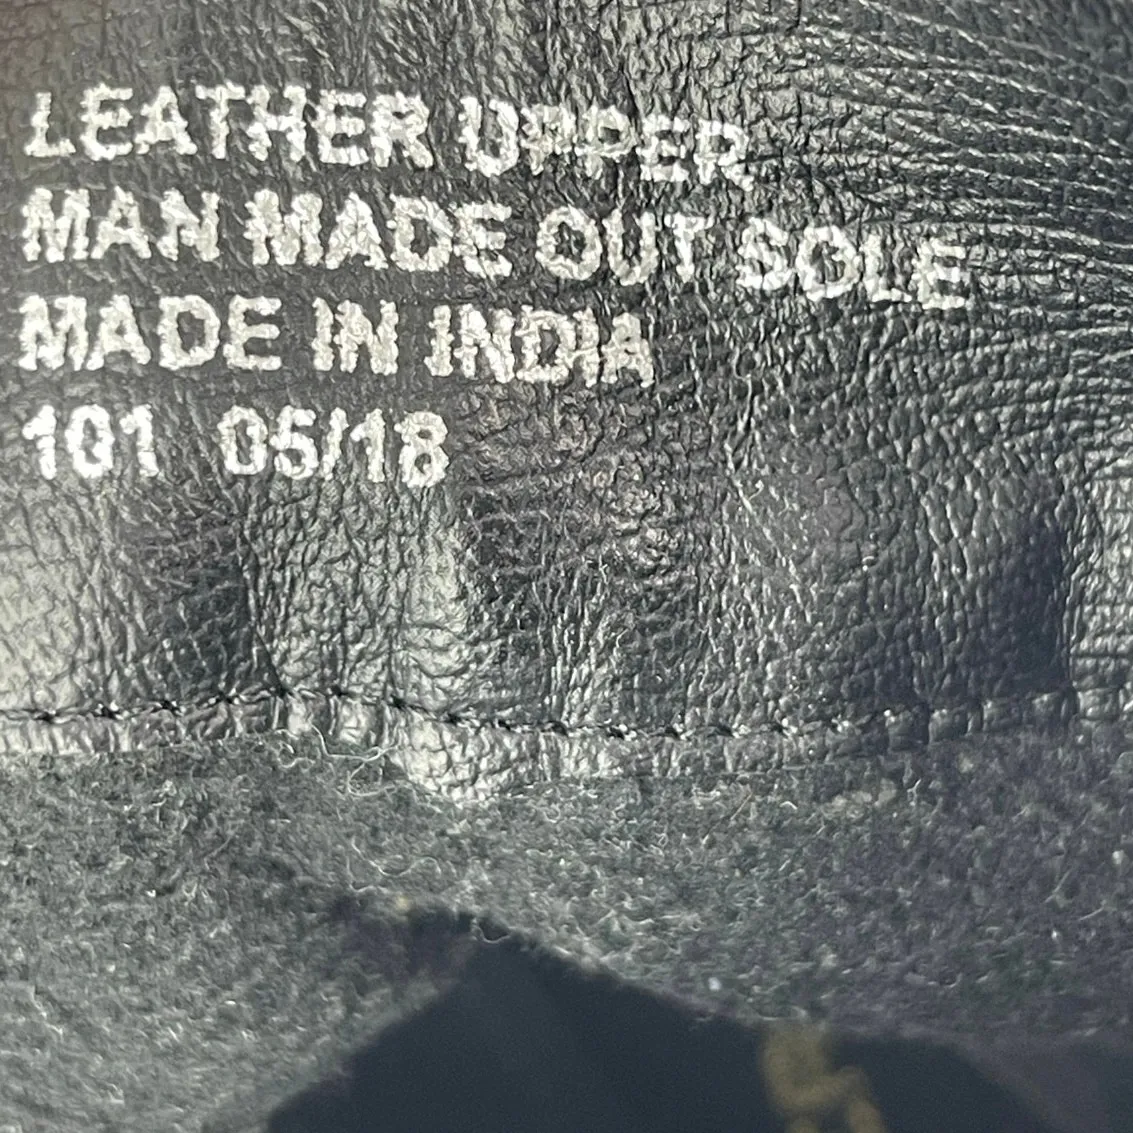 LEATHER UPPER
MAN MADE OUT SOLE
MADE IN INDIA
101 05/18